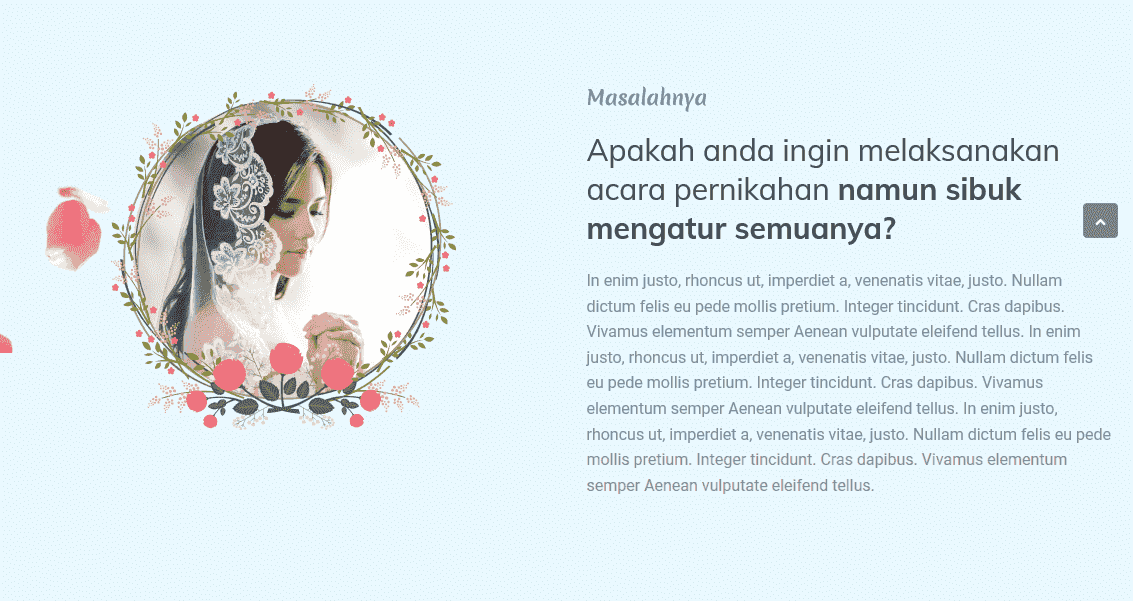 Masalahnya
Apakah anda ingin melaksanakan
acara pernikahan namun sibuk
mengatur semuanya?
In enim justo, rhoncus ut, imperdiet a, venenatis vitae, justo. Nullam
dictum felis eu pede mollis pretium. Integer tincidunt. Cras dapibus.
Vivamus elementum semper Aenean vulputate eleifend tellus. In enim
justo, rhoncus ut, imperdiet a, venenatis vitae, justo. Nullam dictum felis
eu pede mollis pretium. Integer tincidunt. Cras dapibus. Vivamus
elementum semper Aenean vulputate eleifend tellus. In enim justo,
rhoncus ut, imperdiet a, venenatis vitae, justo. Nullam dictum felis eu pede
mollis pretium. Integer tincidunt. Cras dapibus. Vivamus elementum
semper Aenean vulputate eleifend tellus.